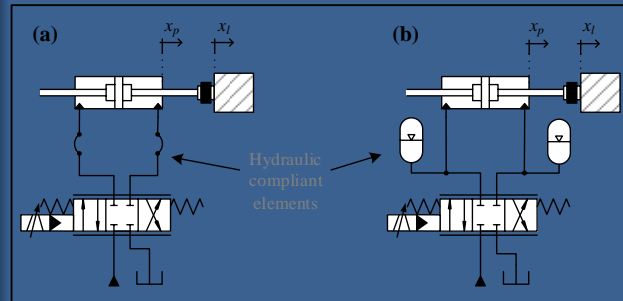 (a)
x_p
x_l
(b)
x_p
x_l
Hydraulic
compliant
elements